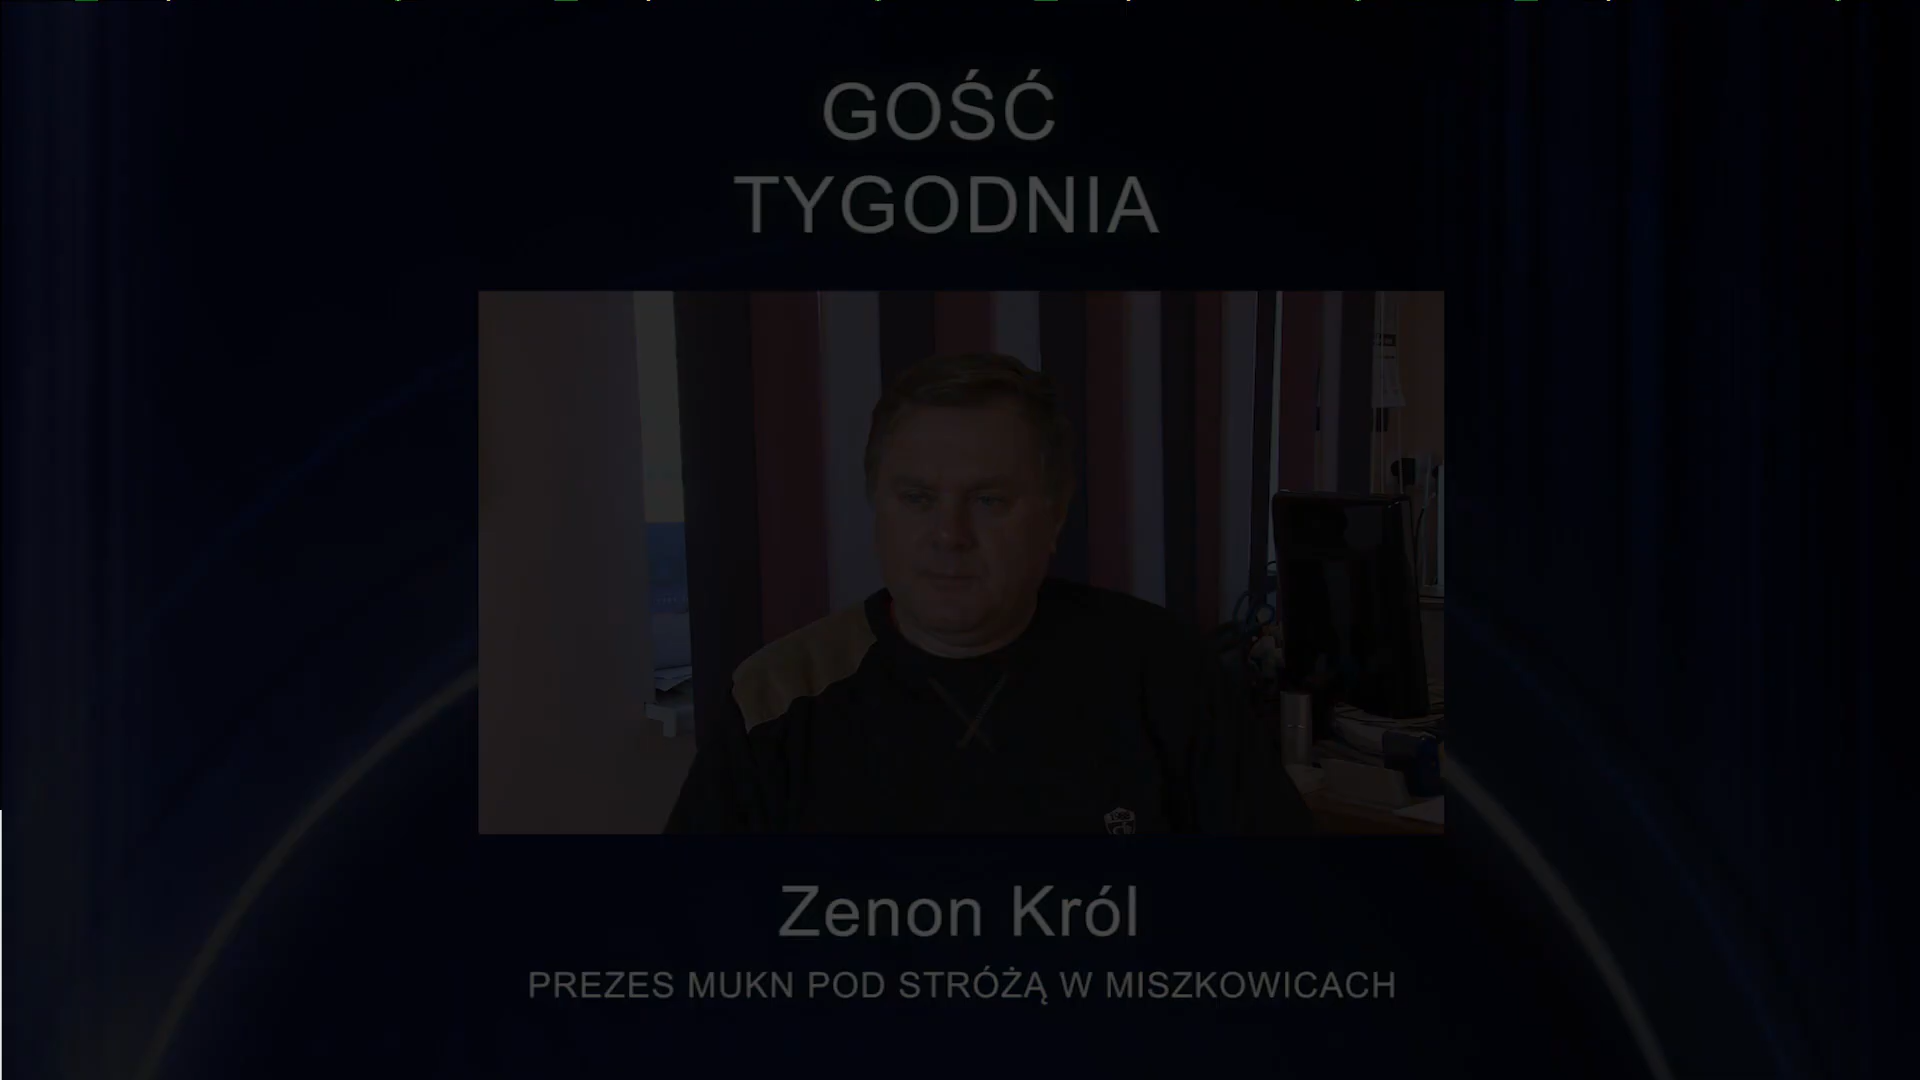 GOŚĆ
TYGODNIA
Zenon Król
PREZES MUKN POD STRÓŻĄ W MISZKOWICACH